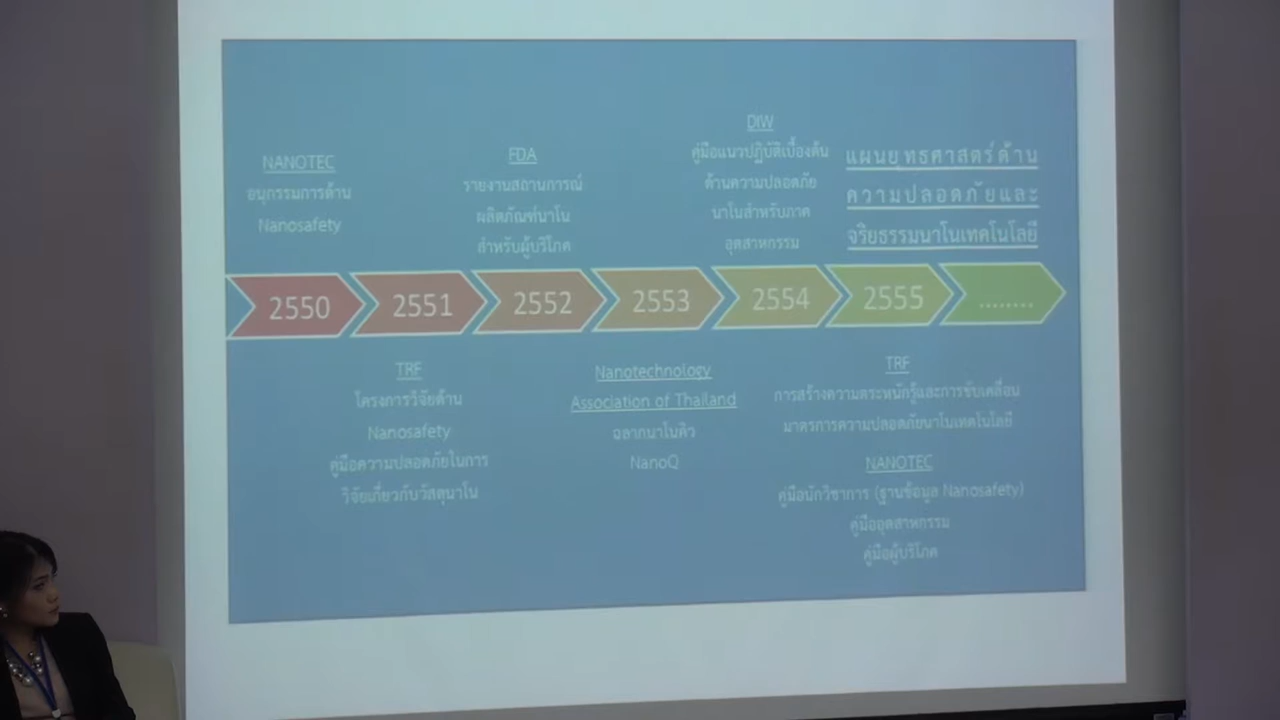 NANOTEC
อนุกรรมการด้าน
Nanosafety
FDA
รายงานสถานการณ์
ผลิตภัณฑ์นาโน
สำหรับผู้บริโภค
DIW
คู่มือแนวปฏิบัติเบื้องต้น
ด้านความปลอดภัย
นาโนสำหรับภาค
อุตสาหกรรม
แผนยุทธศาสตร์ด้าน
ความปลอดภัยและ
จริยธรรมนาโนเทคโนโลยี
2550
2551
2552
2553
2554
2555
........
TRF
โครงการวิจัยด้าน
Nanosafety
คู่มือความปลอดภัยในการ
วิจัยเกี่ยวกับวัสดุนาโน
Nanotechnology
Association of Thailand
ฉลากนาโนคิว
NanoQ
TRF
การสร้างความตระหนักรู้และการขับเคลื่อน
มาตรการความปลอดภัยนาโนเทคโนโลยี
NANOTEC
คู่มือนักวิชาการ (ฐานข้อมูล Nanosafety)
คู่มืออุตสาหกรรม
คู่มือผู้บริโภค